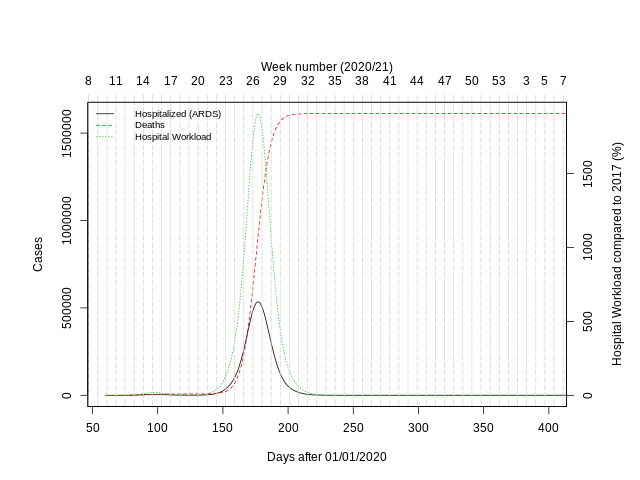 Week number (2020/21)
8 11 14 17 20 23 26 29 32 35 38 41 44 47 50 53 3 5 7
Hospitalized (ARDS)
Deaths
Hospital Workload
Cases
1500000
1000000
500000
0
Hospital Workload compared to 2017 (%)
1500
1000
500
0
50 100 150 200 250 300 350 400
Days after 01/01/2020